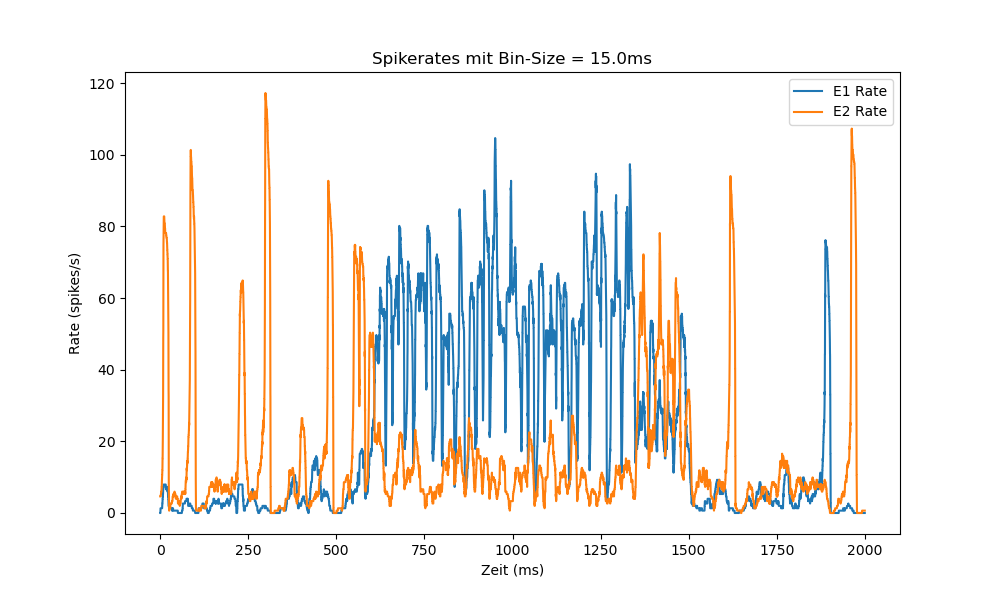 Spikerates mit Bin-Size = 15.0ms
E1 Rate
E2 Rate
Rate (spikes/s)
120
100
80
60
40
20
0
0 250 500 750 1000 1250 1500 1750 2000
Zeit (ms)